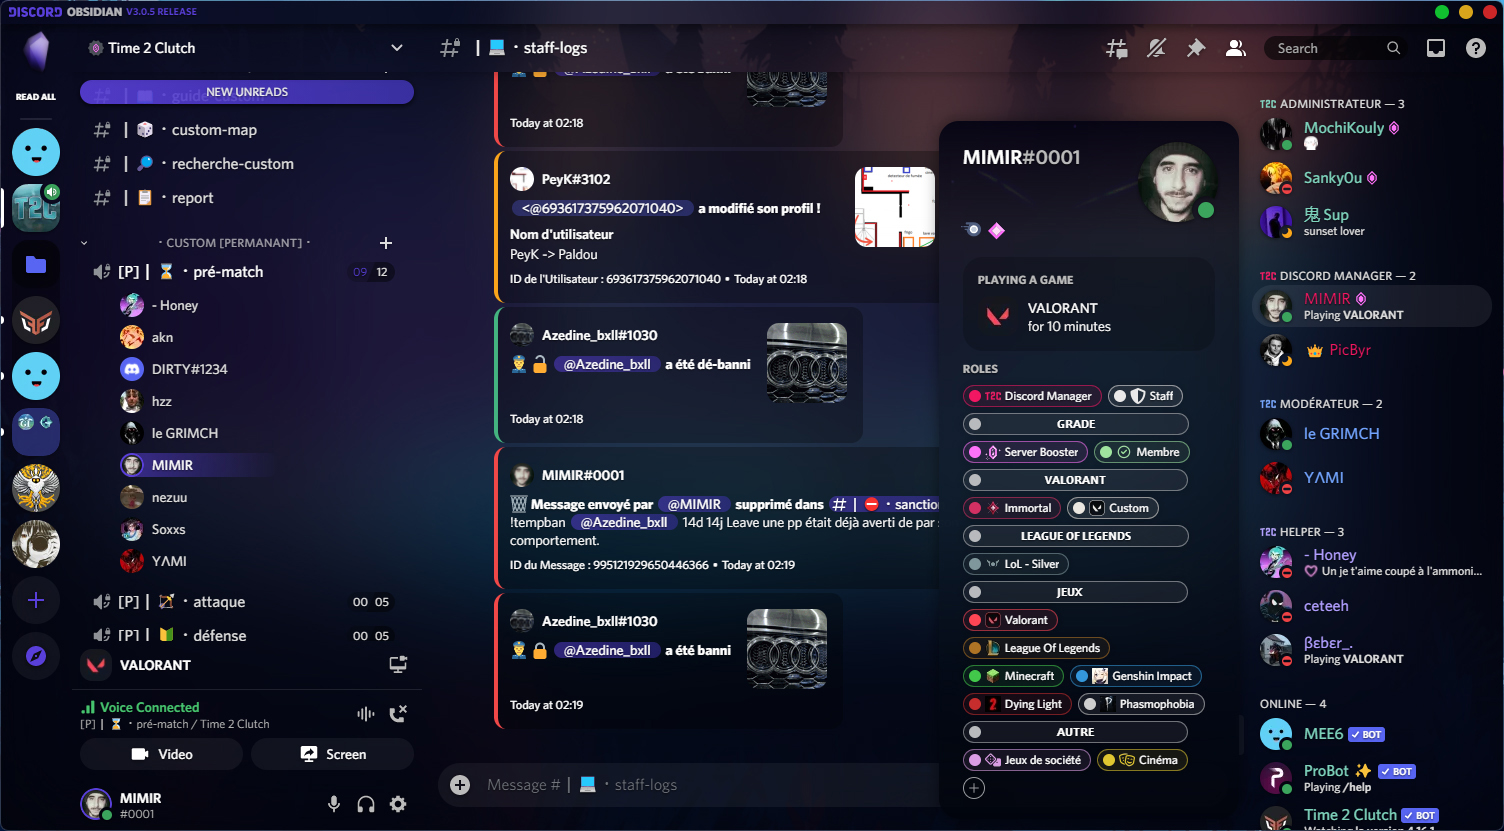 DISCORD OBSIDIAN V3.0.5 RELEASE
READ ALL
Time 2 Clutch
guide-custom
NEW UNREADS
custom-map
recherche-custom
report
· CUSTOM [PERMANANT] ·
[P] | ⌛ · pré-match 09 12
- Honey
akn
DIRTY#1234
hzz
le GRIMCH
MIMIR
nezuu
Soxxs
YΛMI
[P] | 🏹 · attaque 00 05
[P] | 🔰 · défense 00 05
VALORANT
Voice Connected
[P] | ⌛ · pré-match / Time 2 Clutch
Video
Screen
MIMIR
#0001
| 💻 · staff-logs
Search
Today at 02:18
PeyK#3102
<@693617375962071040> a modifié son profil !
Nom d'utilisateur
PeyK -> Paldou
ID de l'Utilisateur : 693617375962071040 • Today at 02:18
Azedine_bxll#1030
@Azedine_bxll a été dé-banni
Today at 02:18
MIMIR#0001
Message envoyé par @MIMIR supprimé dans # | ⛔ · sanction
!tempban @Azedine_bxll 14d 14j Leave une pp était déjà averti de par s
comportement.
ID du Message : 995121929650446366 • Today at 02:19
Azedine_bxll#1030
@Azedine_bxll a été banni
Today at 02:19
Message # | 💻 · staff-logs
MIMIR#0001
PLAYING A GAME
VALORANT
for 10 minutes
ROLES
T2C Discord Manager
Staff
GRADE
Server Booster
Membre
VALORANT
Immortal
Custom
LEAGUE OF LEGENDS
LoL - Silver
JEUX
Valorant
League Of Legends
Minecraft
Genshin Impact
Dying Light
Phasmophobia
AUTRE
Jeux de société
Cinéma
T2C ADMINISTRATEUR — 3
MochiKouly
SankyOu
鬼 Sup
sunset lover
T2C DISCORD MANAGER — 2
MIMIR
Playing VALORANT
PicByr
T2C MODÉRATEUR — 2
le GRIMCH
YΛMI
T2C HELPER — 3
- Honey
Un je t'aime coupé à l'ammoni...
ceteeh
βεbεr_.
Playing VALORANT
ONLINE — 4
MEE6 ✓ BOT
ProBot ✨ ✓ BOT
Playing /help
Time 2 Clutch ✓ BOT